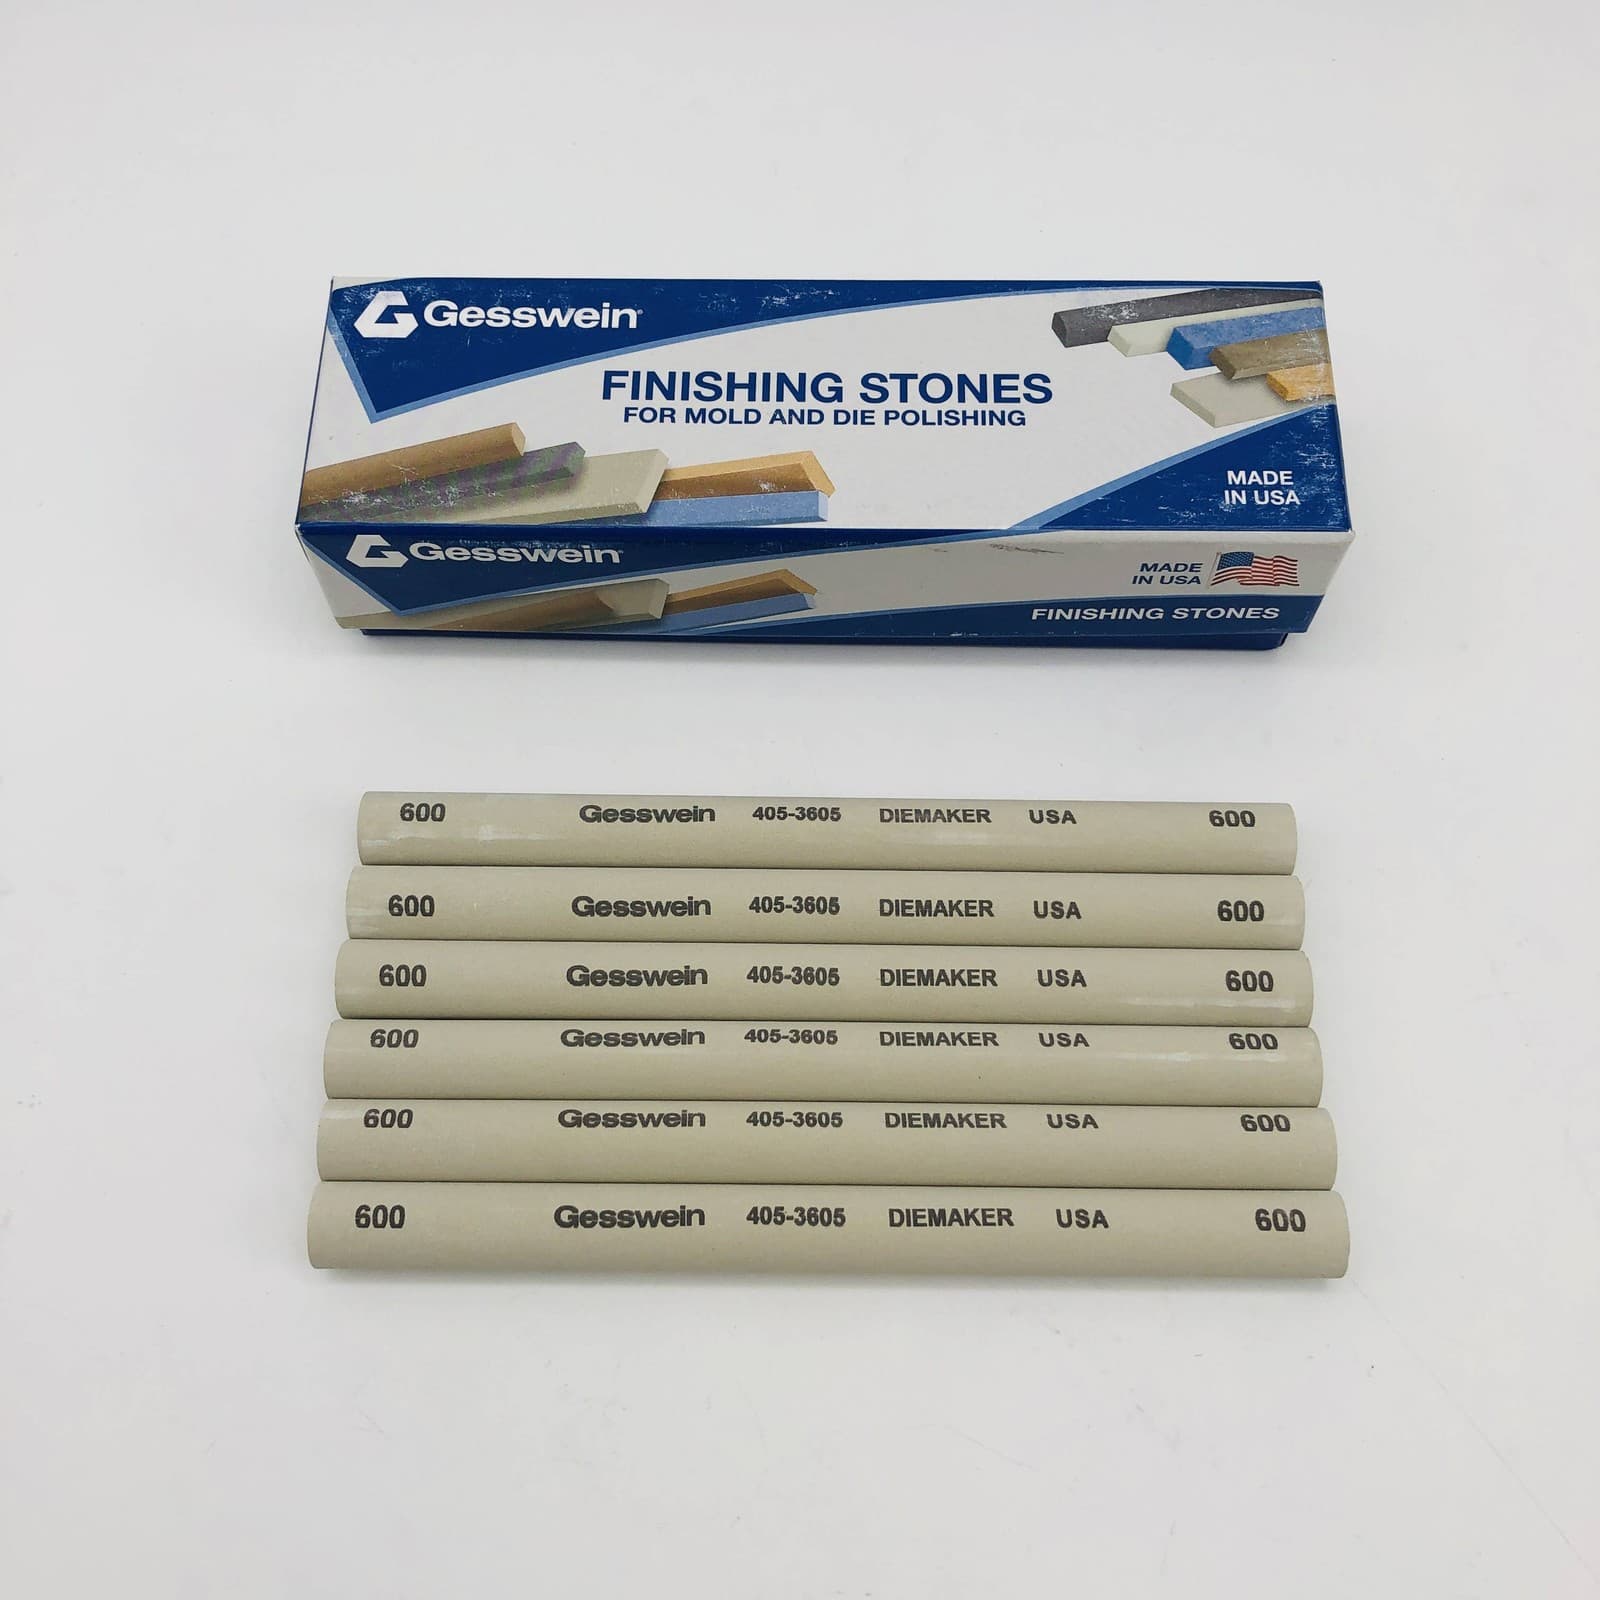 Gesswein
FINISHING STONES
FOR MOLD AND DIE POLISHING
MADE
IN USA
Gesswein
MADE
IN USA
FINISHING STONES
600 Gesswein 405-3605 DIEMAKER USA 600
600 Gesswein 405-3605 DIEMAKER USA 600
600 Gesswein 405-3605 DIEMAKER USA 600
600 Gesswein 405-3605 DIEMAKER USA 600
600 Gesswein 405-3605 DIEMAKER USA 600
600 Gesswein 405-3605 DIEMAKER USA 600